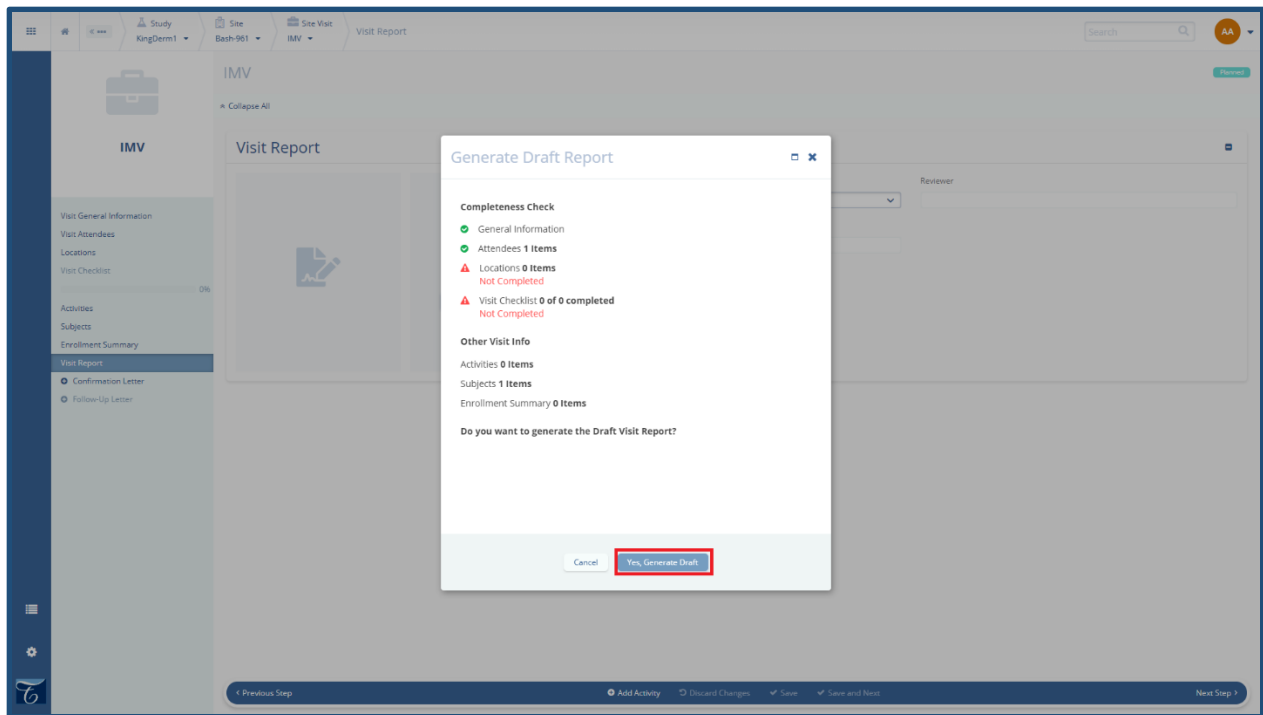 Study
KingDerm1
Site
Bash-961
Site Visit
IMV
Visit Report
Search
AA
IMV
Planned
Collapse All
IMV
Visit Report
Visit General Information
Visit Attendees
Locations
Visit Checklist
0%
Activities
Subjects
Enrollment Summary
Visit Report
Confirmation Letter
Follow-Up Letter
Reviewer
Generate Draft Report
Completeness Check
General Information
Attendees 1 Items
Locations 0 Items
Not Completed
Visit Checklist 0 of 0 completed
Not Completed
Other Visit Info
Activities 0 Items
Subjects 1 Items
Enrollment Summary 0 Items
Do you want to generate the Draft Visit Report?
Cancel
Yes, Generate Draft
< Previous Step
Add Activity
Discard Changes
Save
Save and Next
Next Step >